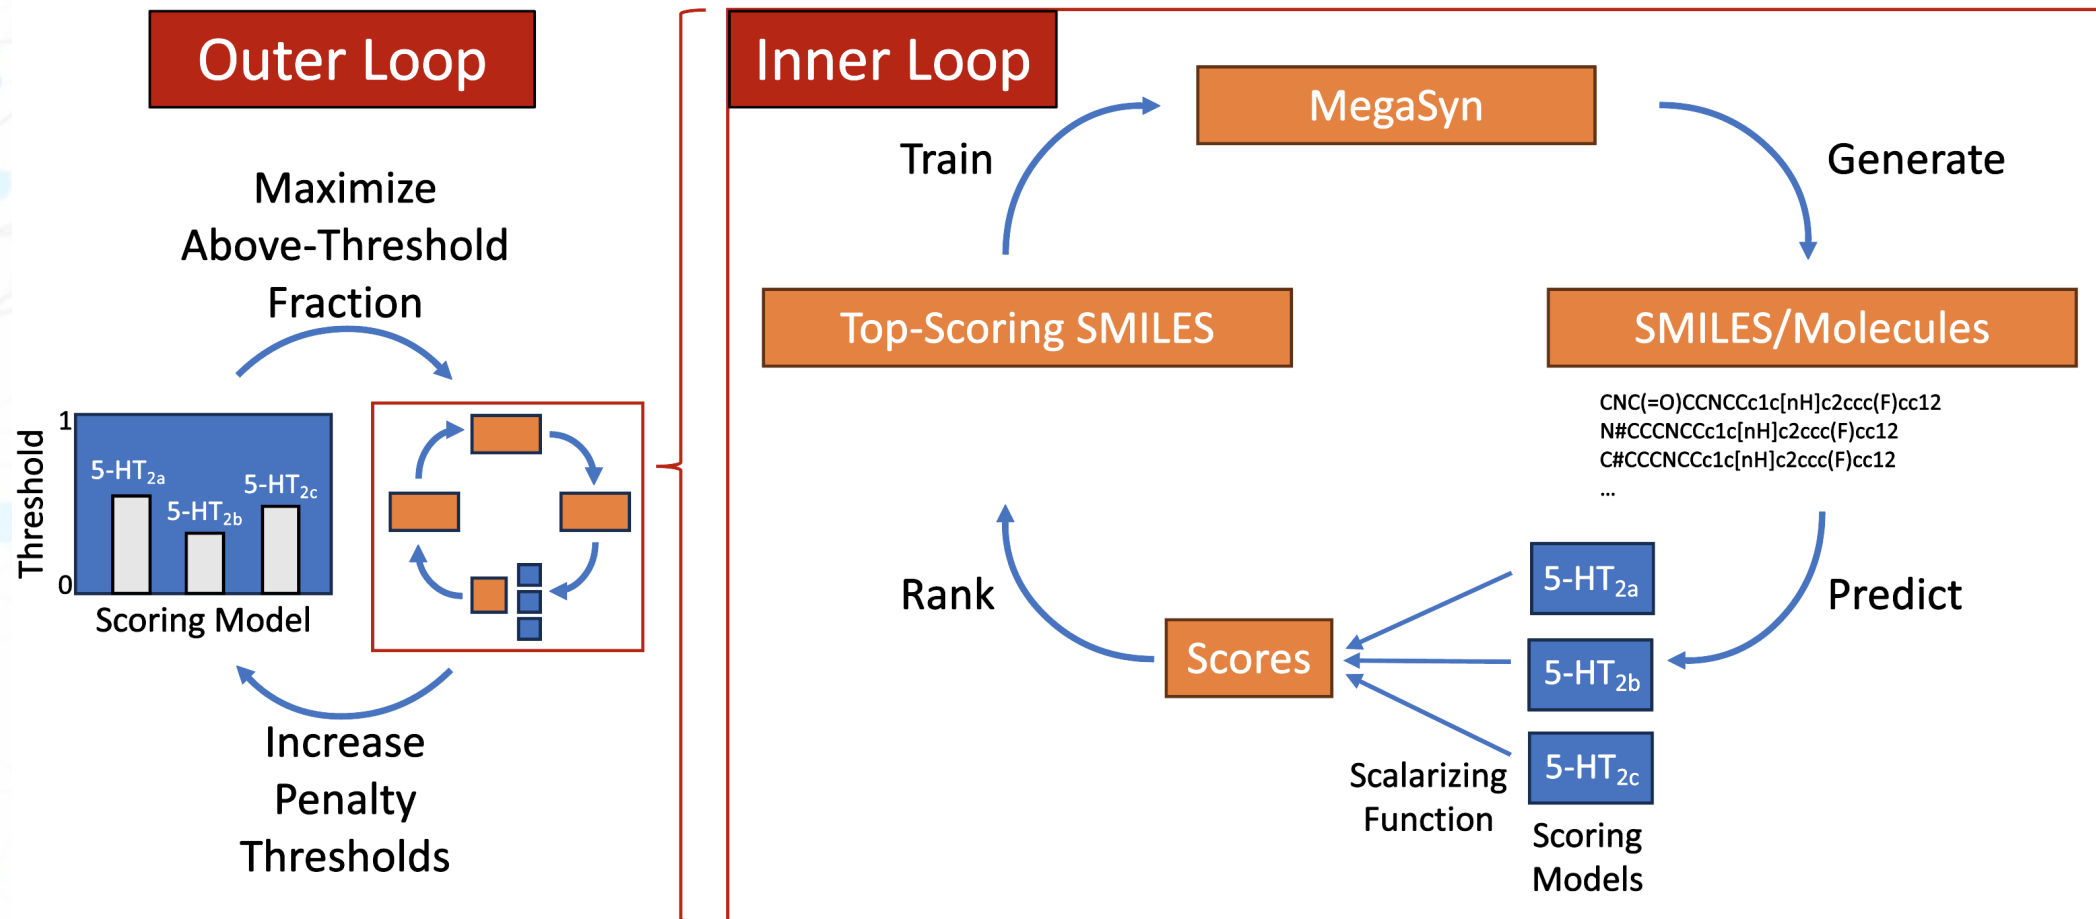 Outer Loop
Maximize
Above-Threshold
Fraction
Threshold
1
0
5-HT2a
5-HT2b
5-HT2c
Scoring Model
Increase
Penalty
Thresholds
Inner Loop
MegaSyn
Train
Generate
Top-Scoring SMILES
SMILES/Molecules
CNC(=O)CCNCCc1c[nH]c2ccc(F)cc12
N#CCCNCCc1c[nH]c2ccc(F)cc12
C#CCCNCCc1c[nH]c2ccc(F)cc12
...
Rank
Scores
5-HT2a
5-HT2b
5-HT2c
Predict
Scalarizing
Function
Scoring
Models